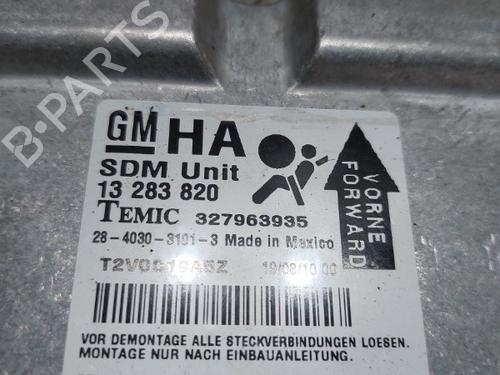 B-PARTS
GM HA
SDM Unit
13 283 820
TEMIC 327963935
28-4030-3101-3 Made in Mexico
VORNE
FORWARD
VOR DEMONTAGE ALLE STECKVERBINDUNGEN LOESEN.
MONTAGE NUR NACH EINBAUANLEITUNG.